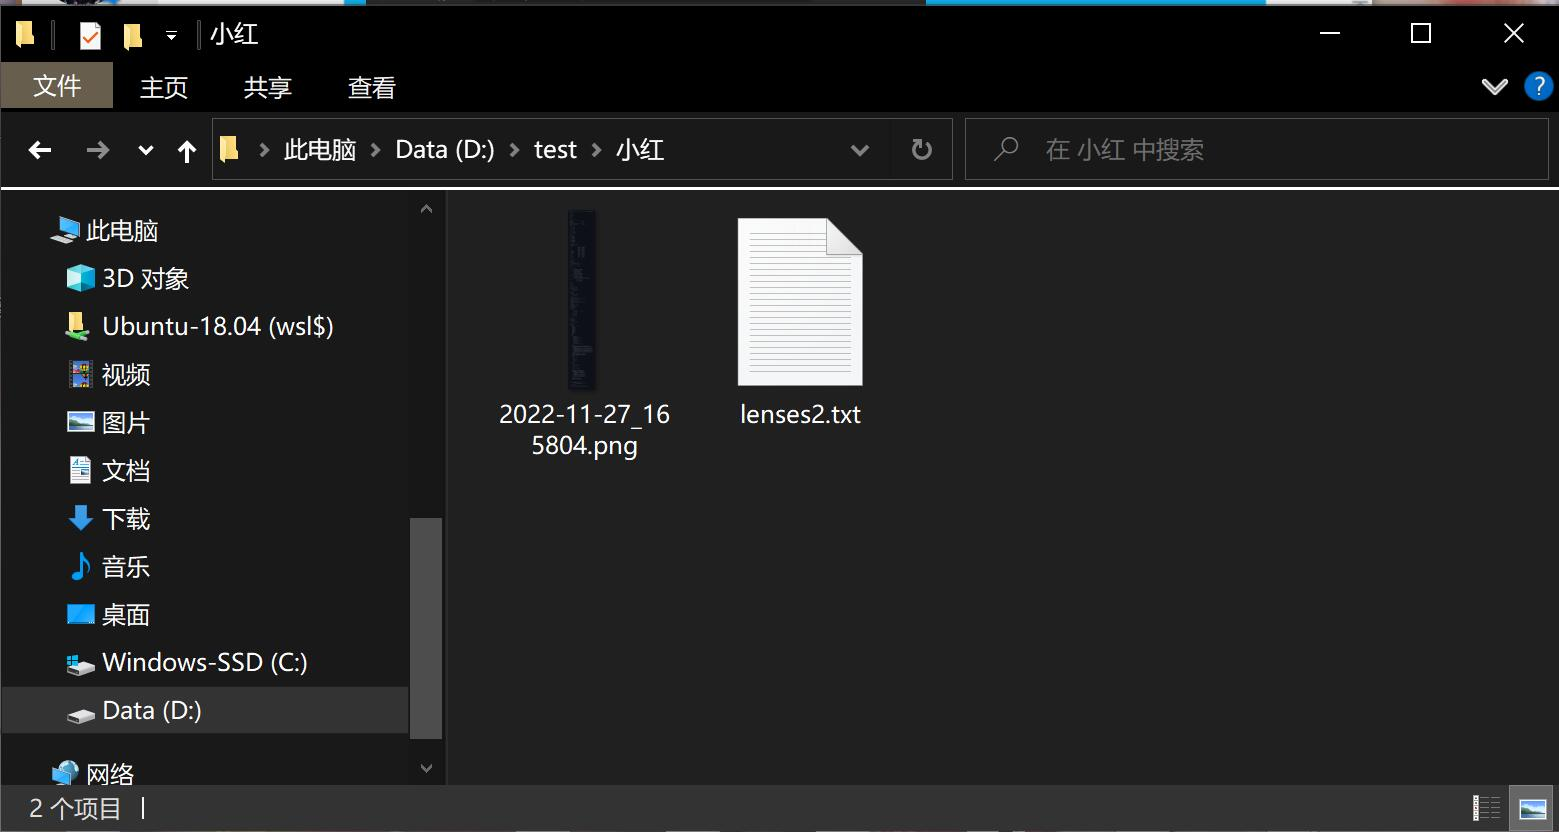 小红
文件 主页 共享 查看
此电脑 Data (D:) test 小红
在 小红 中搜索
此电脑
3D 对象
Ubuntu-18.04 (wsl$)
视频
图片
文档
下载
音乐
桌面
Windows-SSD (C:)
Data (D:)
网络
2022-11-27_16
5804.png
lenses2.txt
2 个项目